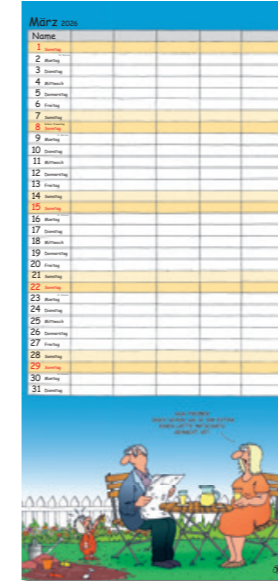 März 2026
Name
1 Sonntag
2 Montag
3 Dienstag
4 Mittwoch
5 Donnerstag
6 Freitag
7 Samstag
8 Sonntag
9 Montag
10 Dienstag
11 Mittwoch
12 Donnerstag
13 Freitag
14 Samstag
15 Sonntag
16 Montag
17 Dienstag
18 Mittwoch
19 Donnerstag
20 Freitag
21 Samstag
22 Sonntag
23 Montag
24 Dienstag
25 Mittwoch
26 Donnerstag
27 Freitag
28 Samstag
29 Sonntag
30 Montag
31 Dienstag